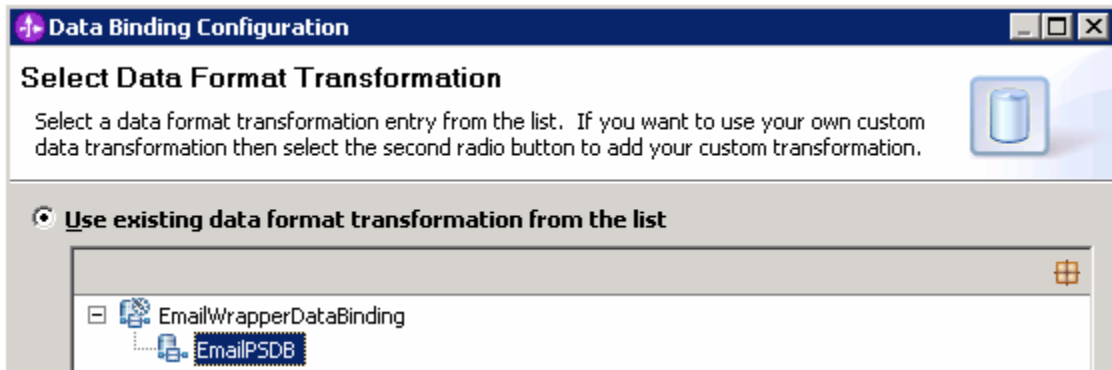 Data Binding Configuration
Select Data Format Transformation
Select a data format transformation entry from the list.  If you want to use your own custom
data transformation then select the second radio button to add your custom transformation.
Use existing data format transformation from the list
EmailWrapperDataBinding
EmailPSDB